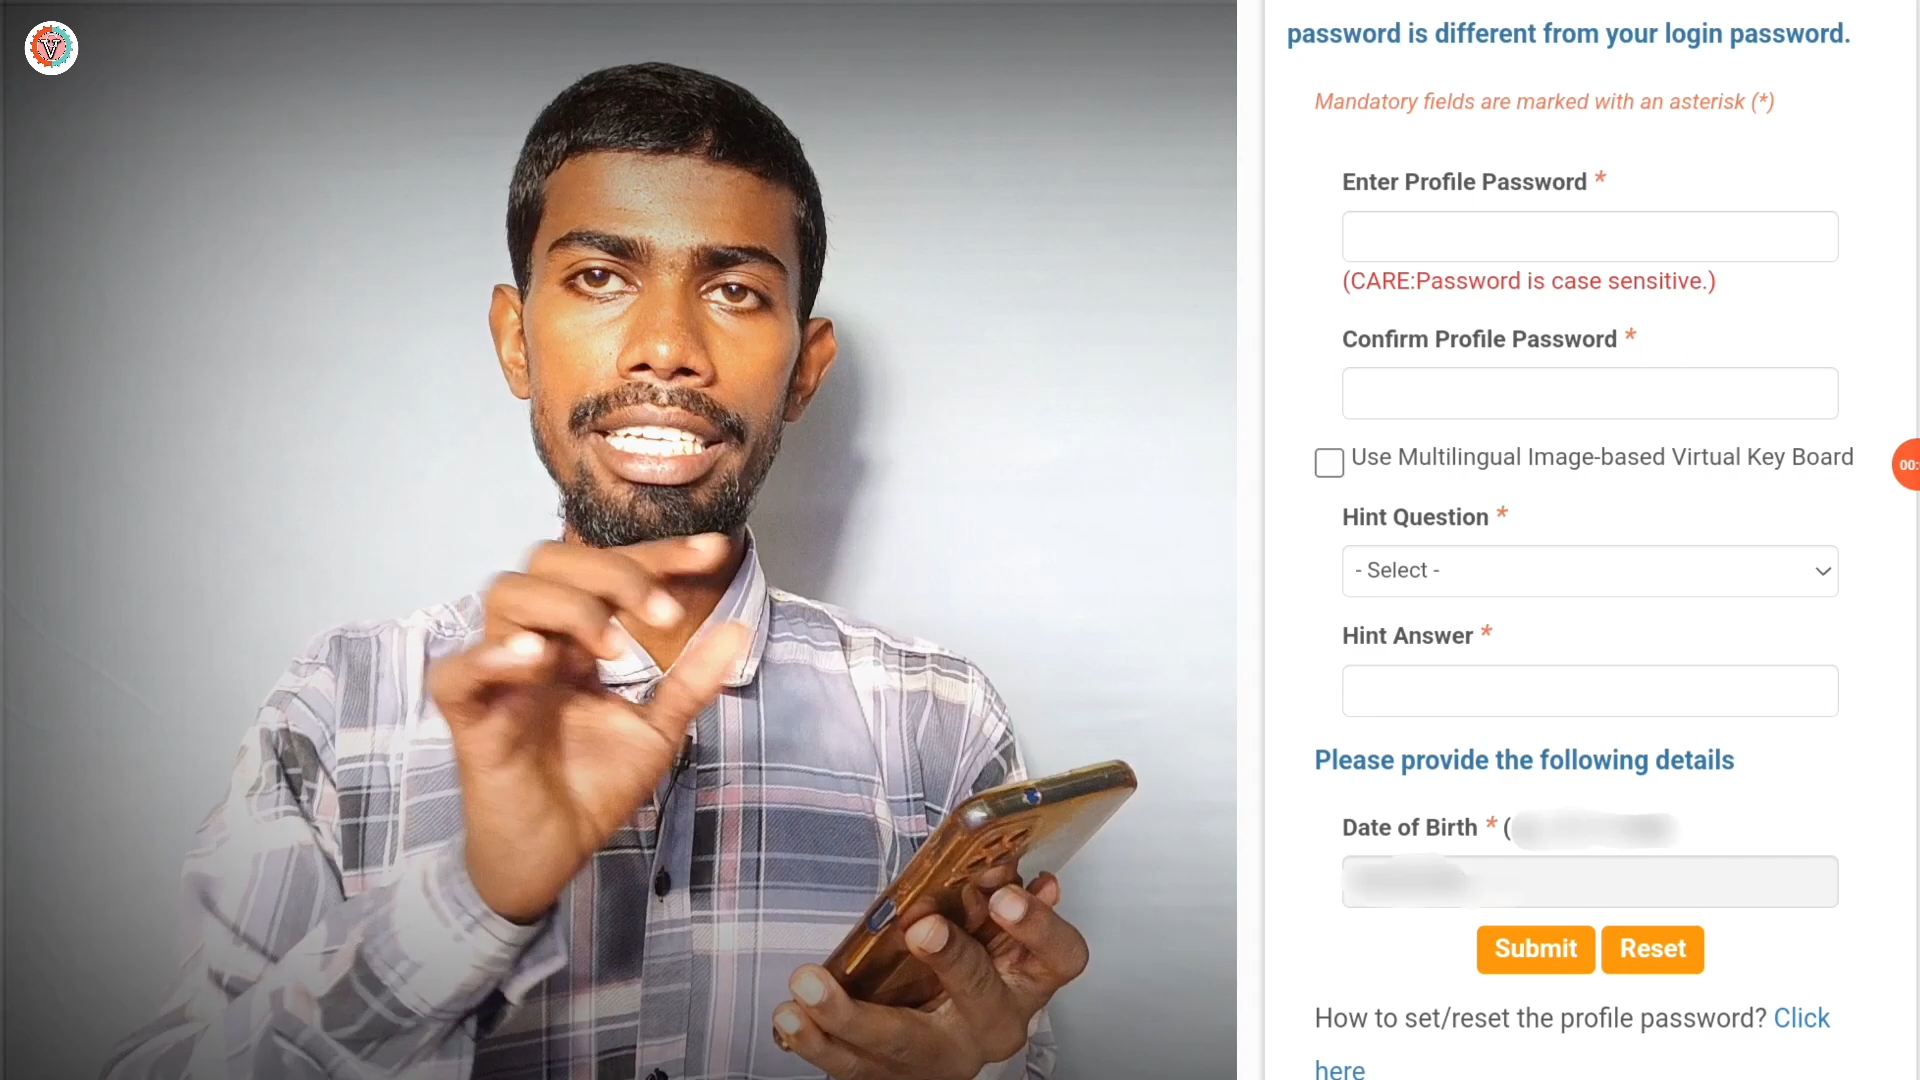 V
password is different from your login password.
Mandatory fields are marked with an asterisk (*)
Enter Profile Password *
(CARE:Password is case sensitive.)
Confirm Profile Password *
Use Multilingual Image-based Virtual Key Board
00:
Hint Question *
- Select -
Hint Answer *
Please provide the following details
Date of Birth * (
Submit Reset
How to set/reset the profile password? Click
here